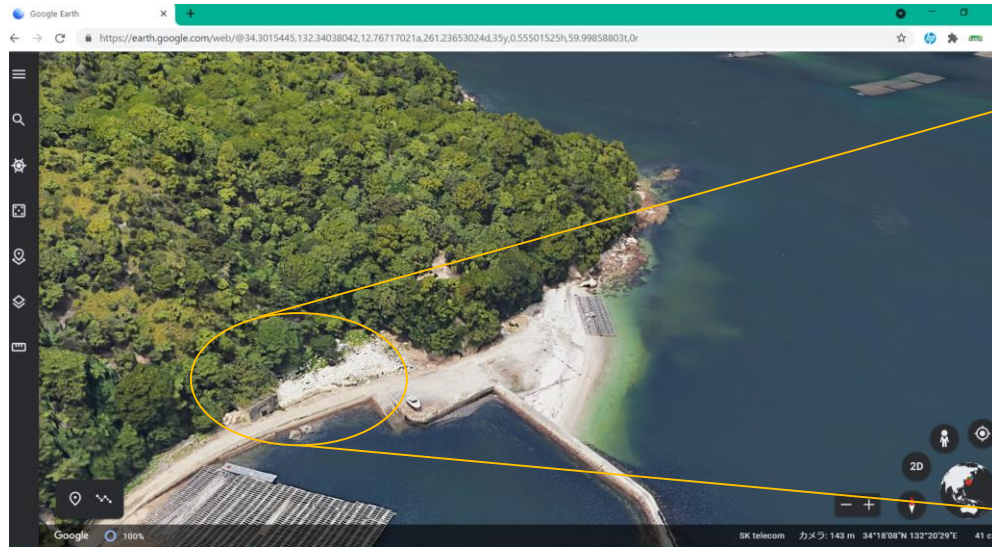 Google Earth
https://earth.google.com/web/@34.3015445,132.34038042,12.76717021a,261.23653024d,35y,0.55501525h,59.99858803t,0r
2D
Google 100% SK telecom カメラ: 143 m 34°18'08"N 132°20'29"E 41 c